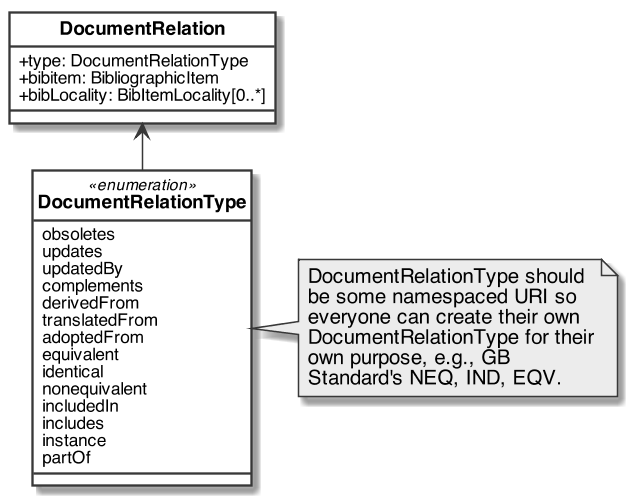 DocumentRelation
+type: DocumentRelationType
+bibitem: BibliographicItem
+bibLocality: BibItemLocality[0..*]
«enumeration»
DocumentRelationType
obsoletes
updates
updatedBy
complements
derivedFrom
translatedFrom
adoptedFrom
equivalent
identical
nonequivalent
includedIn
includes
instance
partOf
DocumentRelationType should
be some namespaced URI so
everyone can create their own
DocumentRelationType for their
own purpose, e.g., GB
Standard's NEQ, IND, EQV.